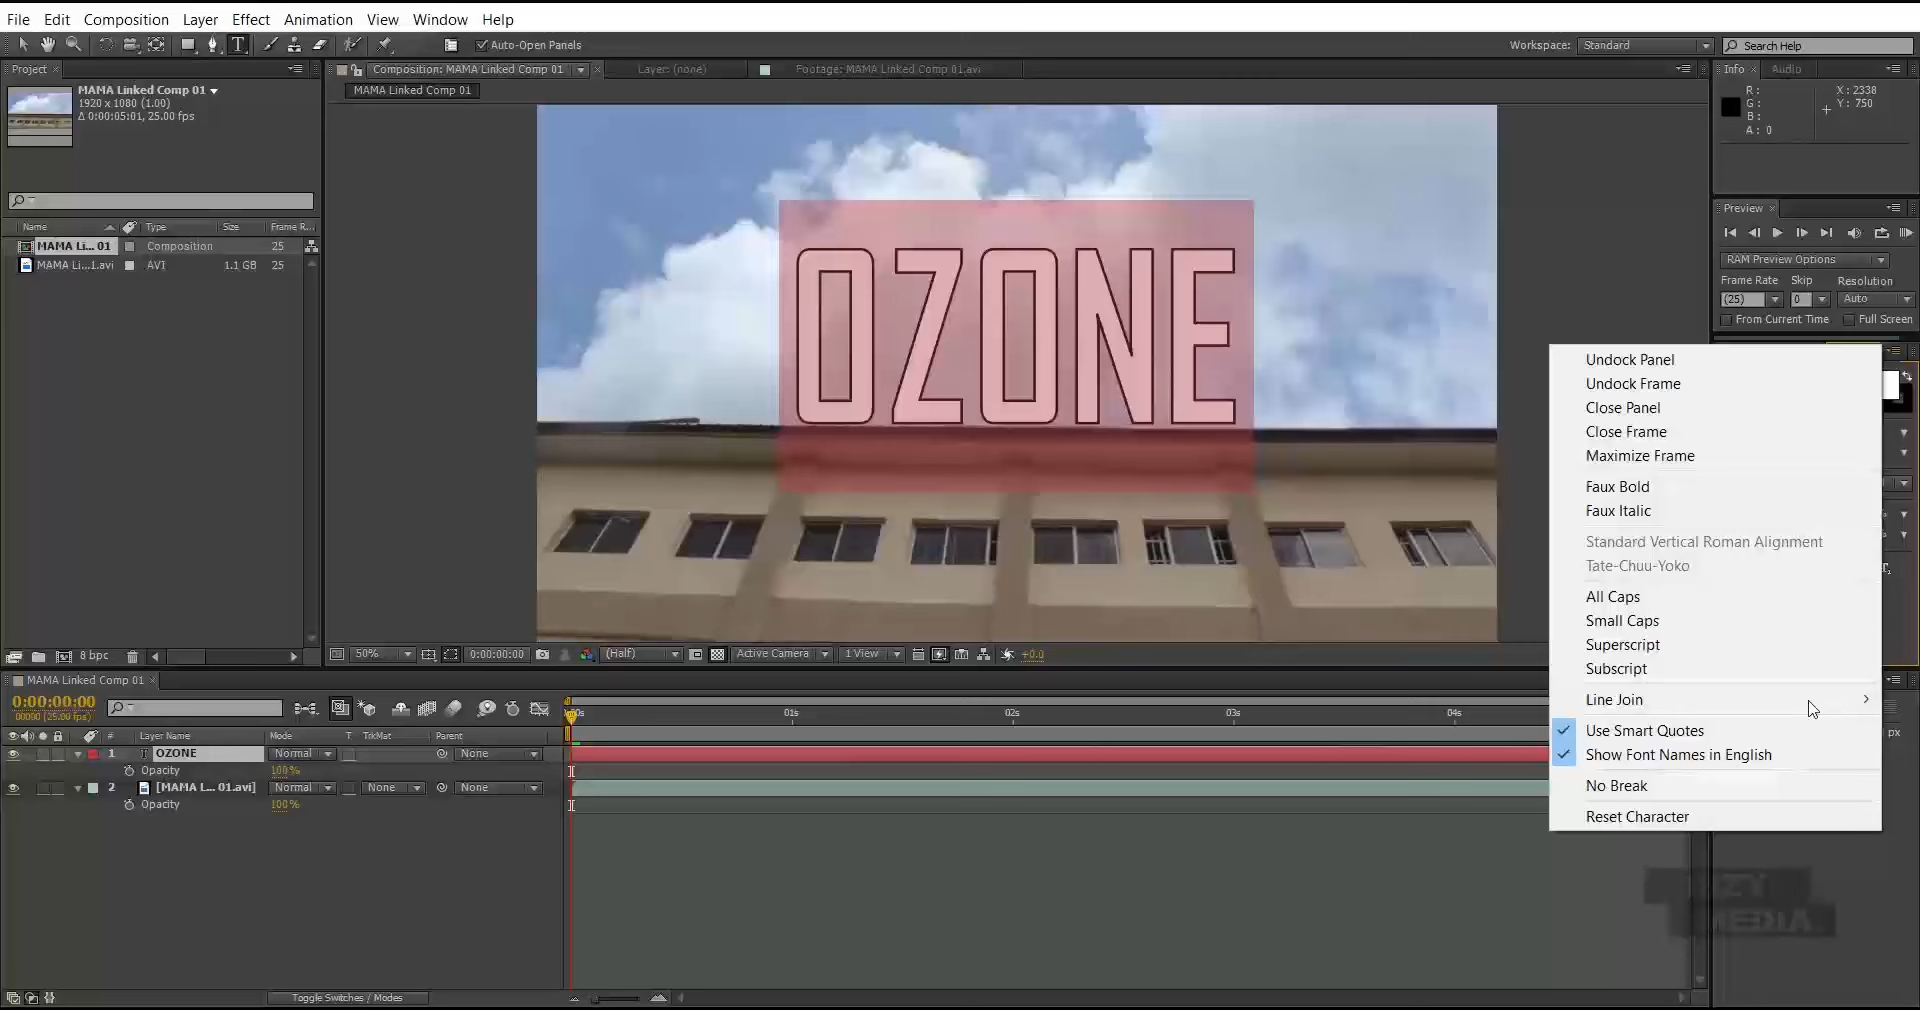 File Edit Composition Layer Effect Animation View Window Help
Auto-Open Panels
Workspace: Standard
Search Help
Project
MAMA Linked Comp 01
1920 x 1080 (1.00)
Δ 0:00:05:01, 25.00 fps
Name Type Size Frame R...
MAMA Li... 01 Composition 25
MAMA Li...1.avi AVI 1.1 GB 25
8 bpc
Composition: MAMA Linked Comp 01
Layer: (none)
Footage: MAMA Linked Comp 01.avi
MAMA Linked Comp 01
OZONE
50% 0:00:00:00 (Half) Active Camera 1 View +0.0
Info Audio
R:
G:
B:
A: 0
X: 2338
Y: 750
Preview
RAM Preview Options
Frame Rate Skip Resolution
(25) 0 Auto
From Current Time Full Screen
Undock Panel
Undock Frame
Close Panel
Close Frame
Maximize Frame
Faux Bold
Faux Italic
Standard Vertical Roman Alignment
Tate-Chuu-Yoko
All Caps
Small Caps
Superscript
Subscript
Line Join
Use Smart Quotes
Show Font Names in English
No Break
Reset Character
px
MAMA Linked Comp 01
0:00:00:00
00000 (25.00 fps)
01s 02s 03s 04s
# Layer Name Mode T TrkMat Parent
1 T OZONE Normal None
Opacity 100%
2 [MAMA L... 01.avi] Normal None None
Opacity 100%
Toggle Switches / Modes
MEDIA